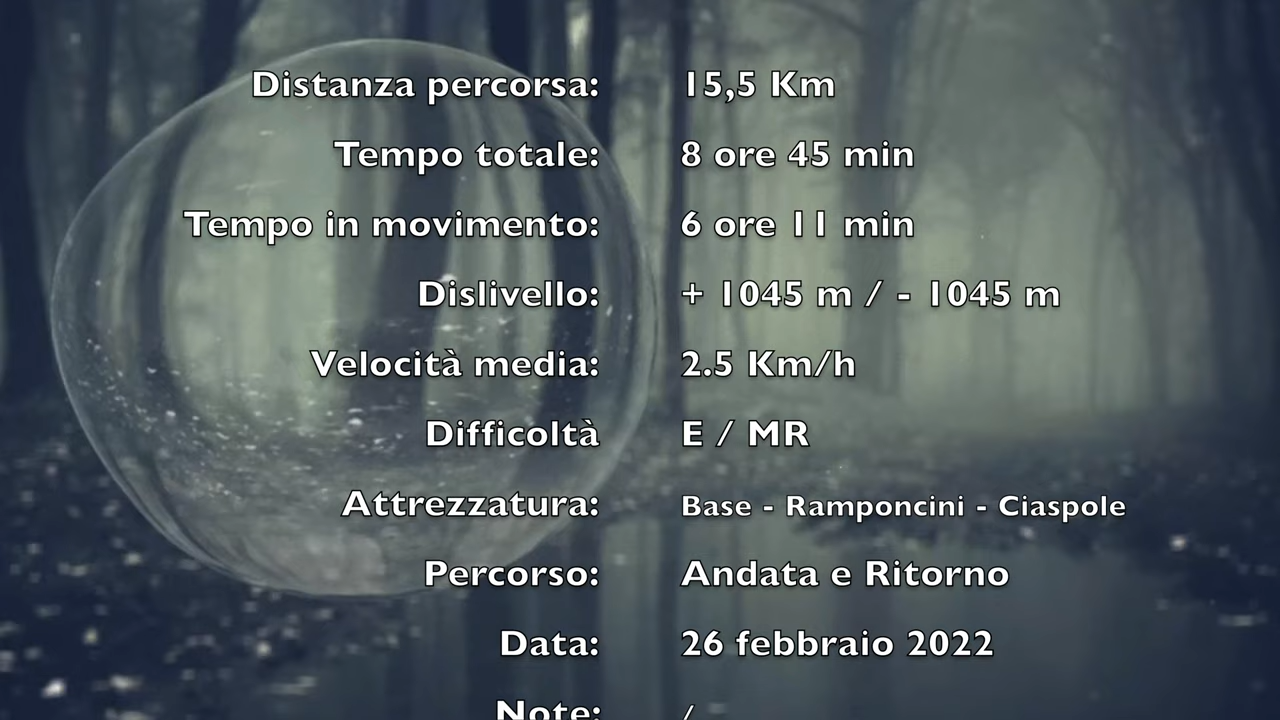 Distanza percorsa: 15,5 Km
Tempo totale: 8 ore 45 min
Tempo in movimento: 6 ore 11 min
Dislivello: + 1045 m / - 1045 m
Velocità media: 2.5 Km/h
Difficoltà E / MR
Attrezzatura: Base - Ramponcini - Ciaspole
Percorso: Andata e Ritorno
Data: 26 febbraio 2022
Note: /